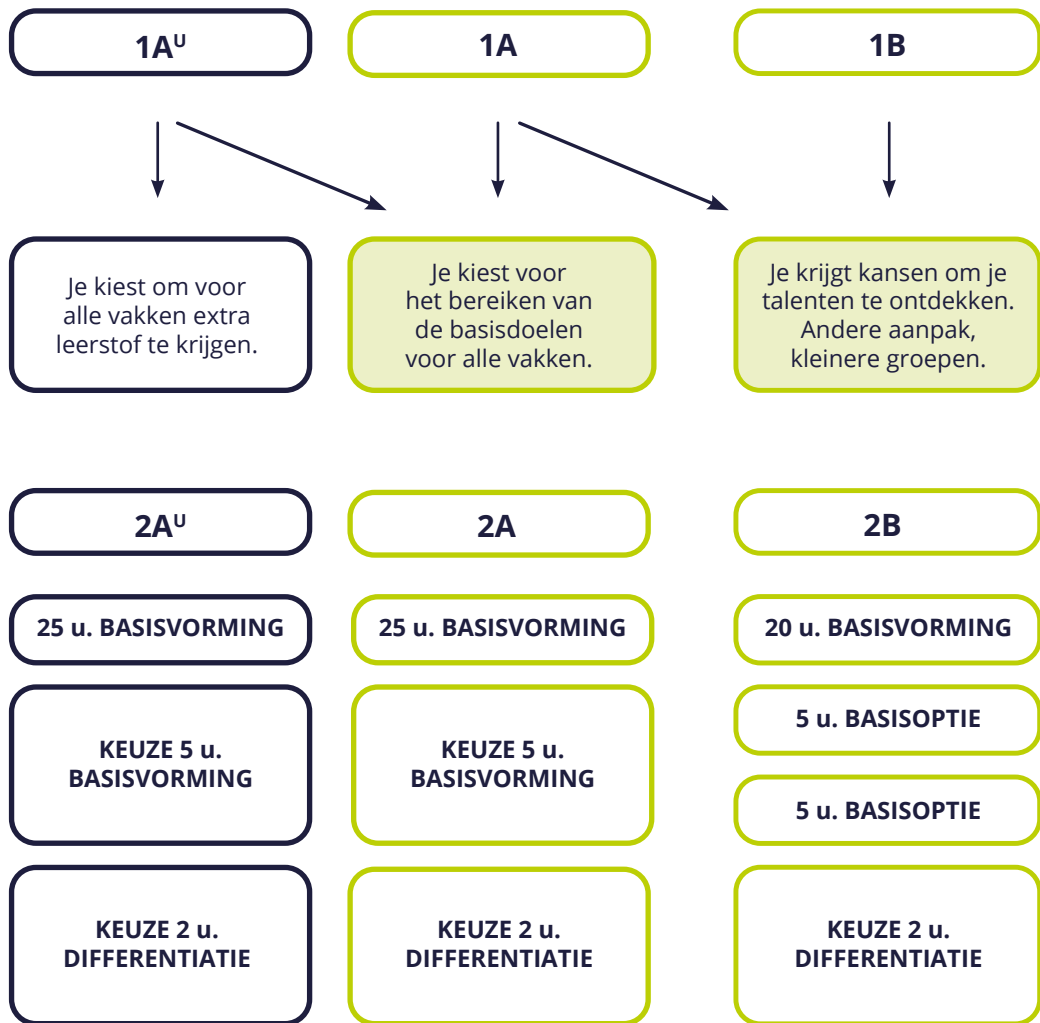 1Aᵁ
1A
1B
Je kiest om voor
alle vakken extra
leerstof te krijgen.
Je kiest voor
het bereiken van
de basisdoelen
voor alle vakken.
Je krijgt kansen om je
talenten te ontdekken.
Andere aanpak,
kleinere groepen.
2Aᵁ
2A
2B
25 u. BASISVORMING
25 u. BASISVORMING
20 u. BASISVORMING
KEUZE 5 u.
BASISVORMING
KEUZE 5 u.
BASISVORMING
5 u. BASISOPTIE
5 u. BASISOPTIE
KEUZE 2 u.
DIFFERENTIATIE
KEUZE 2 u.
DIFFERENTIATIE
KEUZE 2 u.
DIFFERENTIATIE